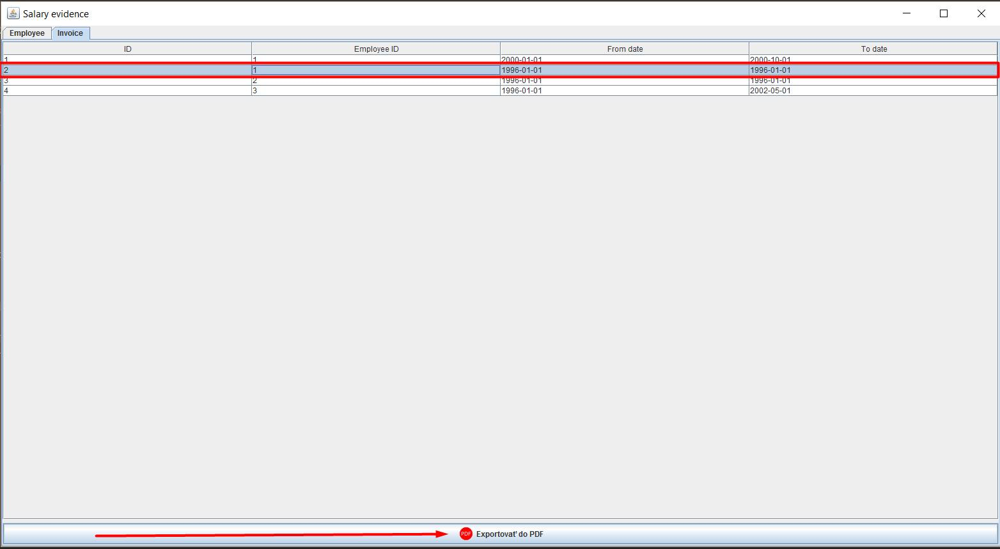 Salary evidence
Employee Invoice
ID Employee ID From date To date
1 1 2000-01-01 2000-10-01
2 1 1996-01-01 1996-01-01
3 2 1996-01-01 1996-01-01
4 3 1996-01-01 2002-05-01
PDF Exportovať do PDF